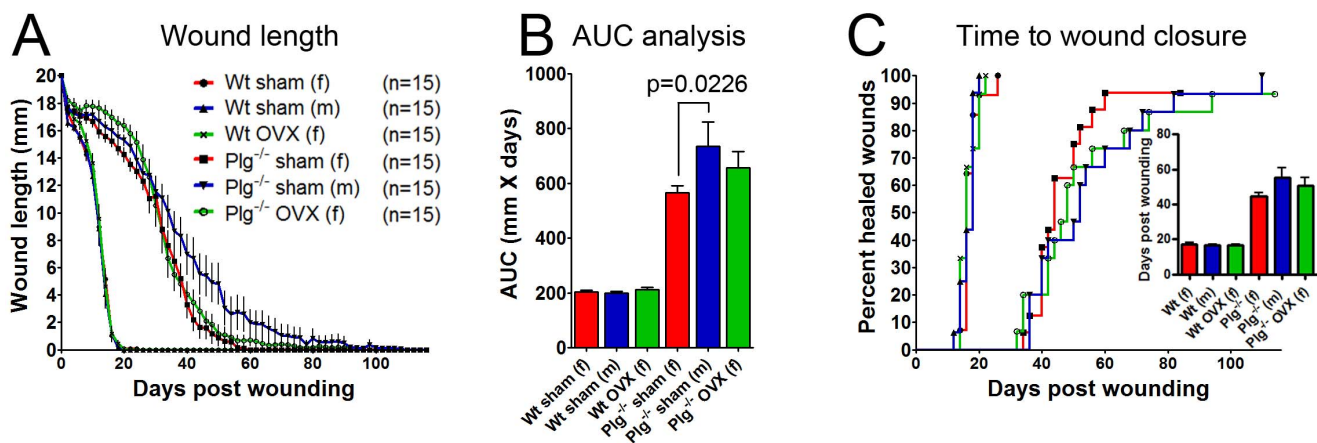 A Wound length
Wound length (mm)
20
18
16
14
12
10
8
6
4
2
0
Wt sham (f) (n=15)
Wt sham (m) (n=15)
Wt OVX (f) (n=15)
Plg-/- sham (f) (n=15)
Plg-/- sham (m) (n=15)
Plg-/- OVX (f) (n=15)
0 20 40 60 80 100
Days post wounding
B AUC analysis
AUC (mm X days)
1000
800
600
400
200
0
p=0.0226
Wt sham (f)
Wt sham (m)
Wt OVX (f)
Plg-/- sham (f)
Plg-/- sham (m)
Plg-/- OVX (f)
C Time to wound closure
Percent healed wounds
100
90
80
70
60
50
40
30
20
10
0
0 20 40 60 80 100
Days post wounding
Days post wounding
80
60
40
20
0
Wt (f)
Wt (m)
Wt OVX (f)
Plg-/- (f)
Plg-/- (m)
Plg-/- OVX (f)